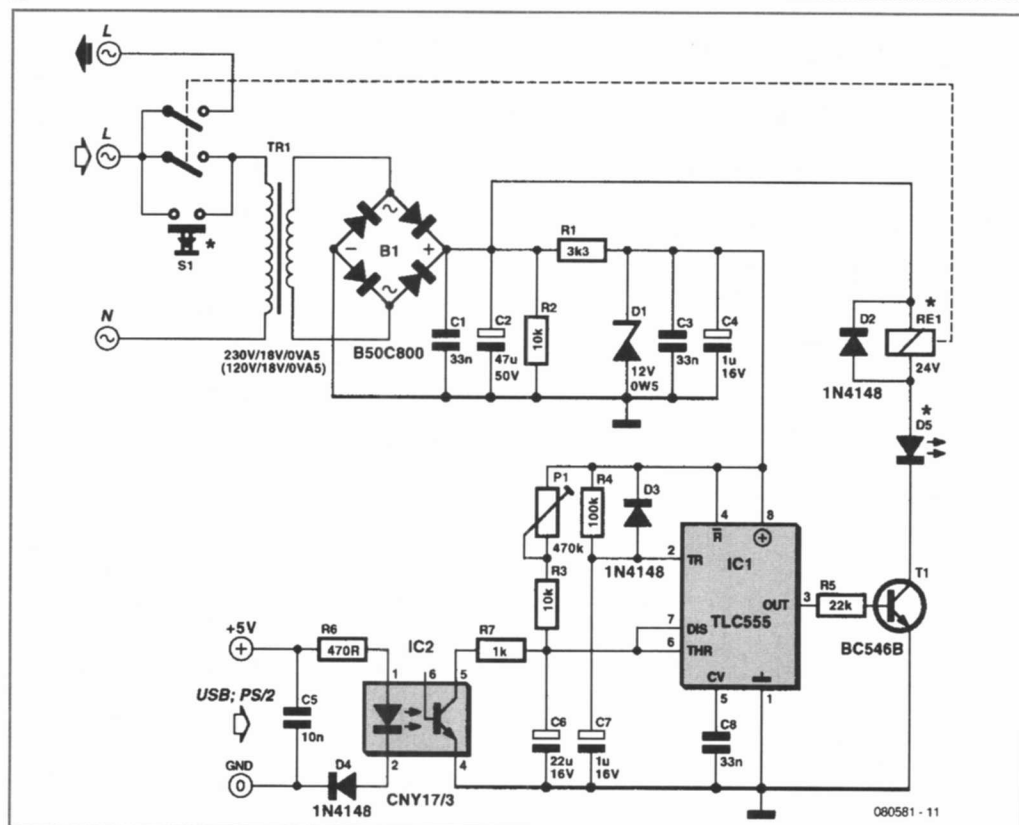 L
L
N
S1
*
TR1
230V/18V/0VA5
(120V/18V/0VA5)
B1
~
~
−
+
B50C800
C1
33n
C2
47u
50V
R2
10k
R1
3k3
D1
12V
0W5
C3
33n
C4
1u
16V
D2
1N4148
*
RE1
24V
*
D5
P1
470k
R4
100k
D3
1N4148
R3
10k
4
R
8
+
2
TR
IC1
TLC555
OUT
3
7
DIS
6
THR
CV
5
1
R5
22k
T1
BC546B
+5V
+
R6
470R
IC2
R7
1k
1
6
5
2
4
CNY17/3
USB; PS/2
C5
10n
GND
0
D4
1N4148
C6
22u
16V
C7
1u
16V
C8
33n
080581 - 11